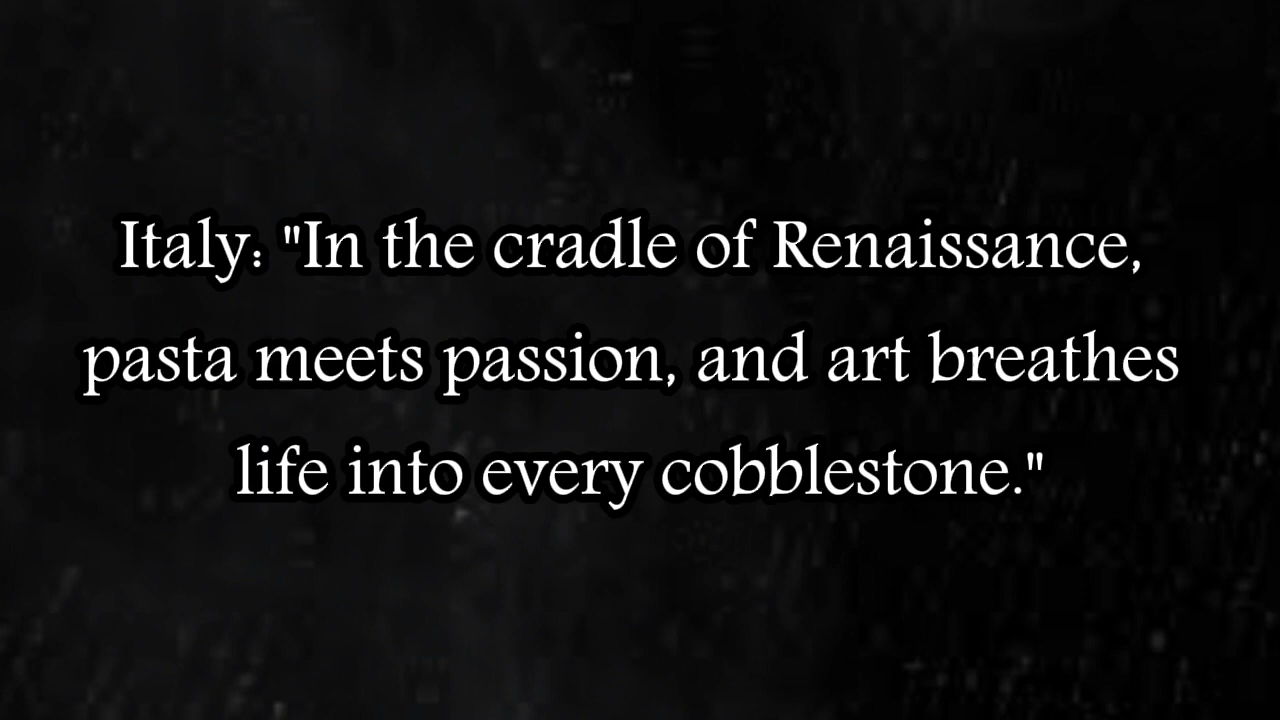 Italy: "In the cradle of Renaissance,
pasta meets passion, and art breathes
life into every cobblestone."